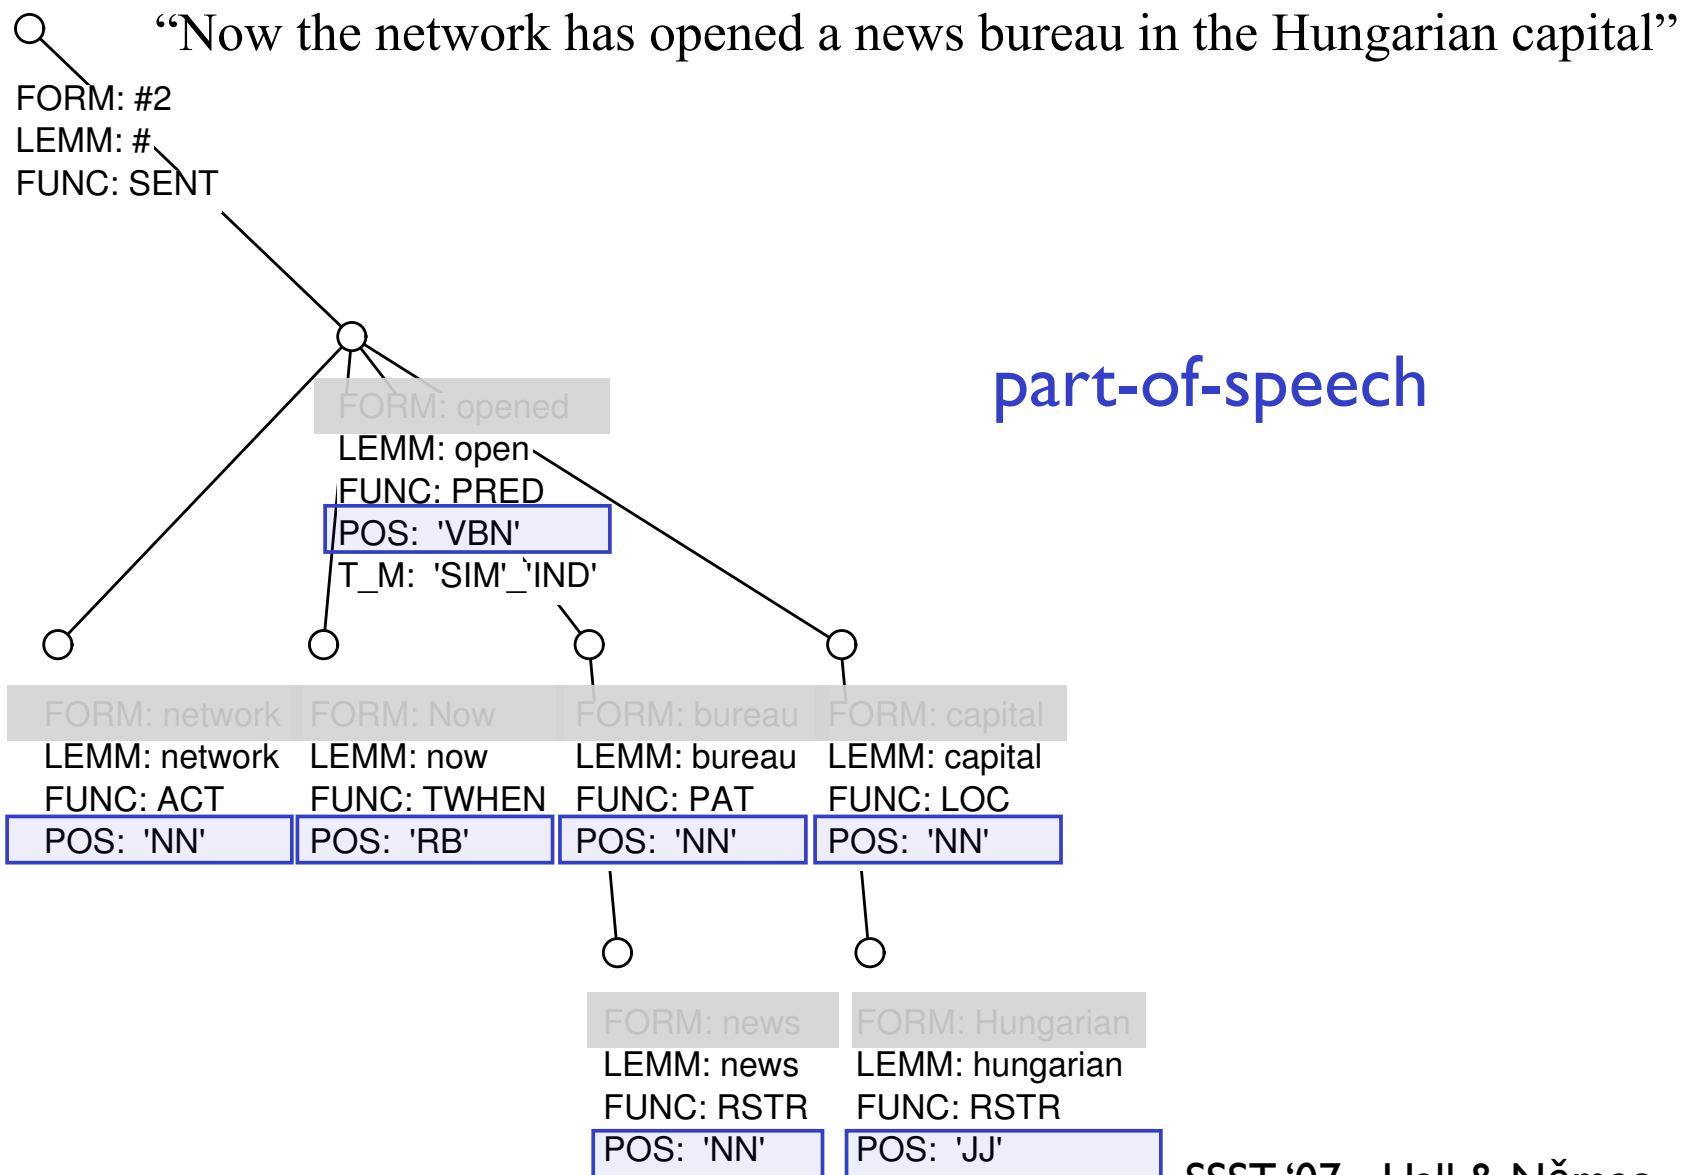 “Now the network has opened a news bureau in the Hungarian capital”
FORM: #2
LEMM: #
FUNC: SENT
part-of-speech
FORM: opened
LEMM: open
FUNC: PRED
POS: 'VBN'
T_M: 'SIM'_'IND'
FORM: network
LEMM: network
FUNC: ACT
POS: 'NN'
FORM: Now
LEMM: now
FUNC: TWHEN
POS: 'RB'
FORM: bureau
LEMM: bureau
FUNC: PAT
POS: 'NN'
FORM: capital
LEMM: capital
FUNC: LOC
POS: 'NN'
FORM: news
LEMM: news
FUNC: RSTR
POS: 'NN'
FORM: Hungarian
LEMM: hungarian
FUNC: RSTR
POS: 'JJ'
SSST '07 - Hall & Němec